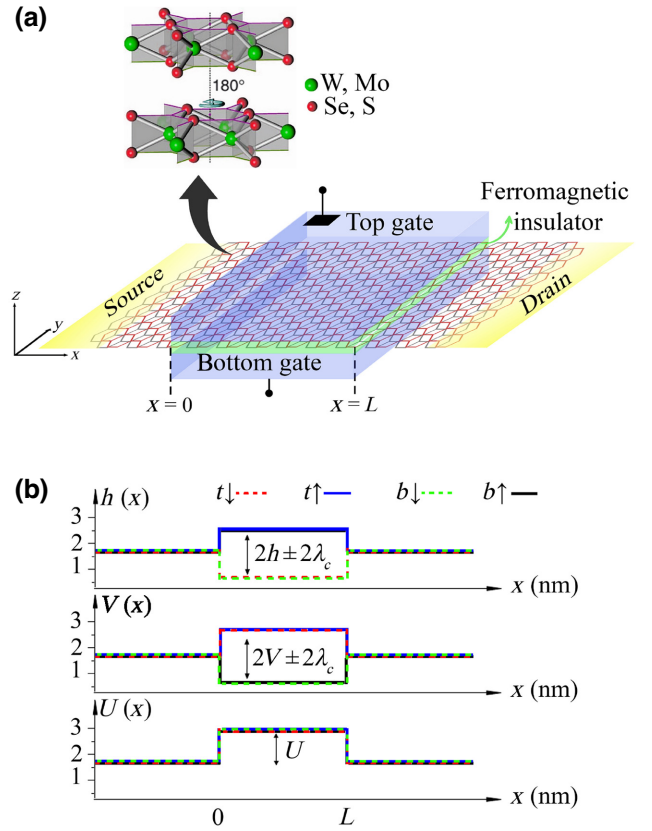 (a)
180°
W, Mo
Se, S
Ferromagnetic
insulator
Top gate
Source
Drain
z
y
x
Bottom gate
x = 0
x = L
(b)
h (x)
t↓
t↑
b↓
b↑
3
2
1
2h ± 2λc
x (nm)
V (x)
3
2
1
2V ± 2λc
x (nm)
U (x)
3
2
1
U
x (nm)
0
L